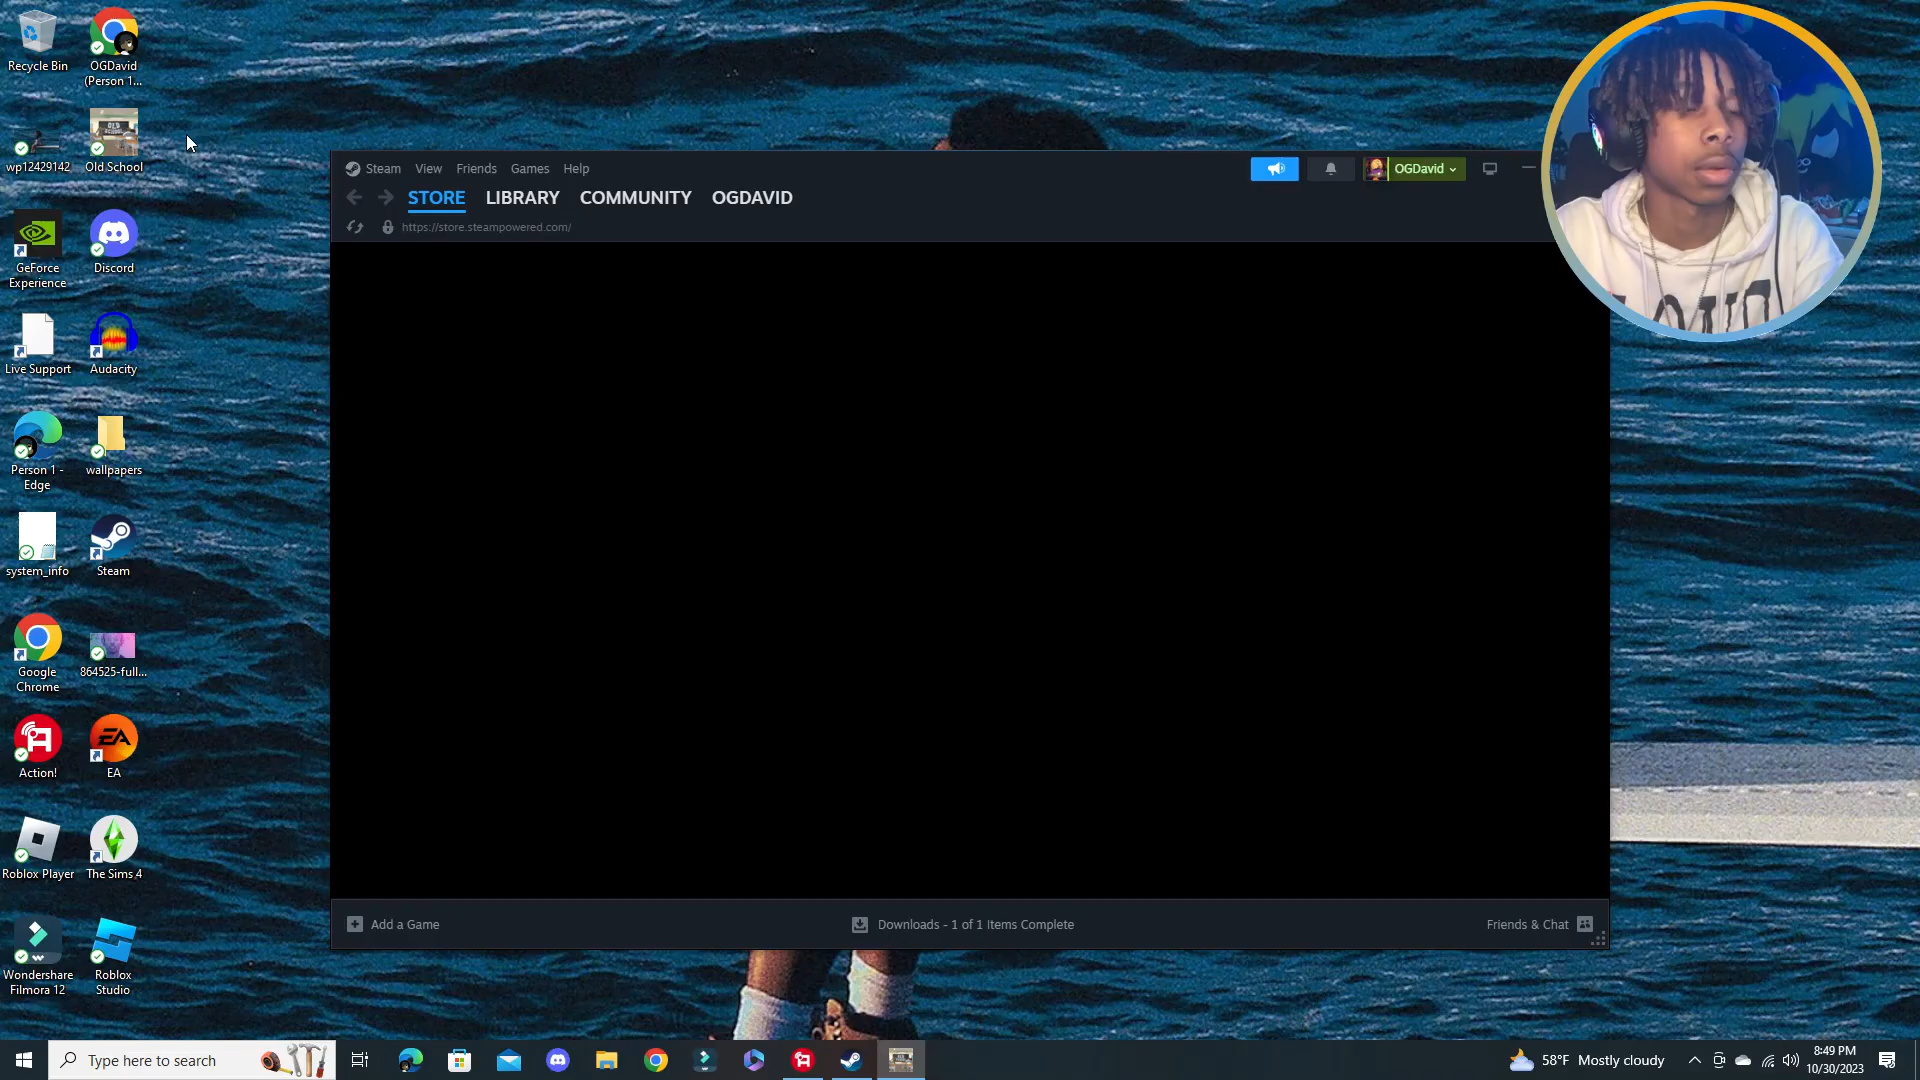 Recycle Bin
OGDavid
(Person 1...
wp12429142
Old School
GeForce
Experience
Discord
Live Support
Audacity
Person 1 -
Edge
wallpapers
system_info
Steam
Google
Chrome
864525-full...
Action!
EA
Roblox Player
The Sims 4
Wondershare
Filmora 12
Roblox
Studio
Steam View Friends Games Help
OGDavid
STORE LIBRARY COMMUNITY OGDAVID
https://store.steampowered.com/
Add a Game
Downloads - 1 of 1 Items Complete
Friends & Chat
Type here to search
58°F Mostly cloudy
8:49 PM
10/30/2023